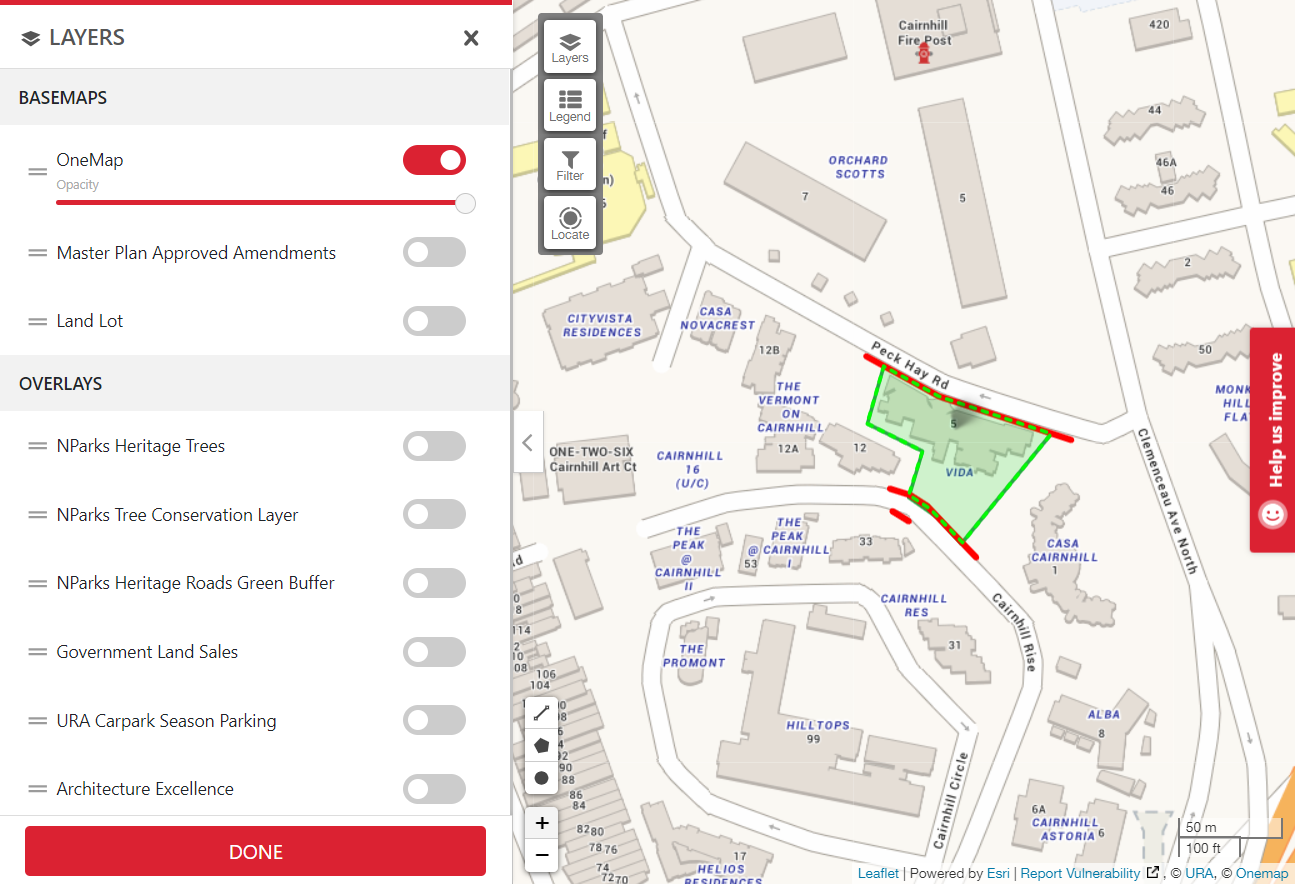 LAYERS
BASEMAPS
OneMap
Opacity
Master Plan Approved Amendments
Land Lot
OVERLAYS
NParks Heritage Trees
NParks Tree Conservation Layer
NParks Heritage Roads Green Buffer
Government Land Sales
URA Carpark Season Parking
Architecture Excellence
DONE
Layers
Legend
Filter
Locate
Cairnhill
Fire Post
420
44
46A
46
ORCHARD
SCOTTS
7
5
2
50
CITYVISTA
RESIDENCES
CASA
NOVACREST
12B
Peck Hay Rd
THE
VERMONT
ON
CAIRNHILL
12A
12
5
VIDA
MONK
HILL
FLA
Help us improve
ONE-TWO-SIX
Cairnhill Art Ct
CAIRNHILL
16
(U/C)
Clemenceau Ave North
THE
PEAK
@
CAIRNHILL
II
53
THE
PEAK
@ CAIRNHILL
I
33
CASA
CAIRNHILL
1
CAIRNHILL
RES
Cairnhill Rise
31
THE
PROMONT
114
106
104
HILLTOPS
99
ALBA
8
Cairnhill Circle
92
90
88
86
84
82 80
78 76
74
72 70
6A
CAIRNHILL
ASTORIA 6
17
HELIOS
RESIDENCES
+
−
50 m
100 ft
Leaflet | Powered by Esri | Report Vulnerability , © URA, © Onemap